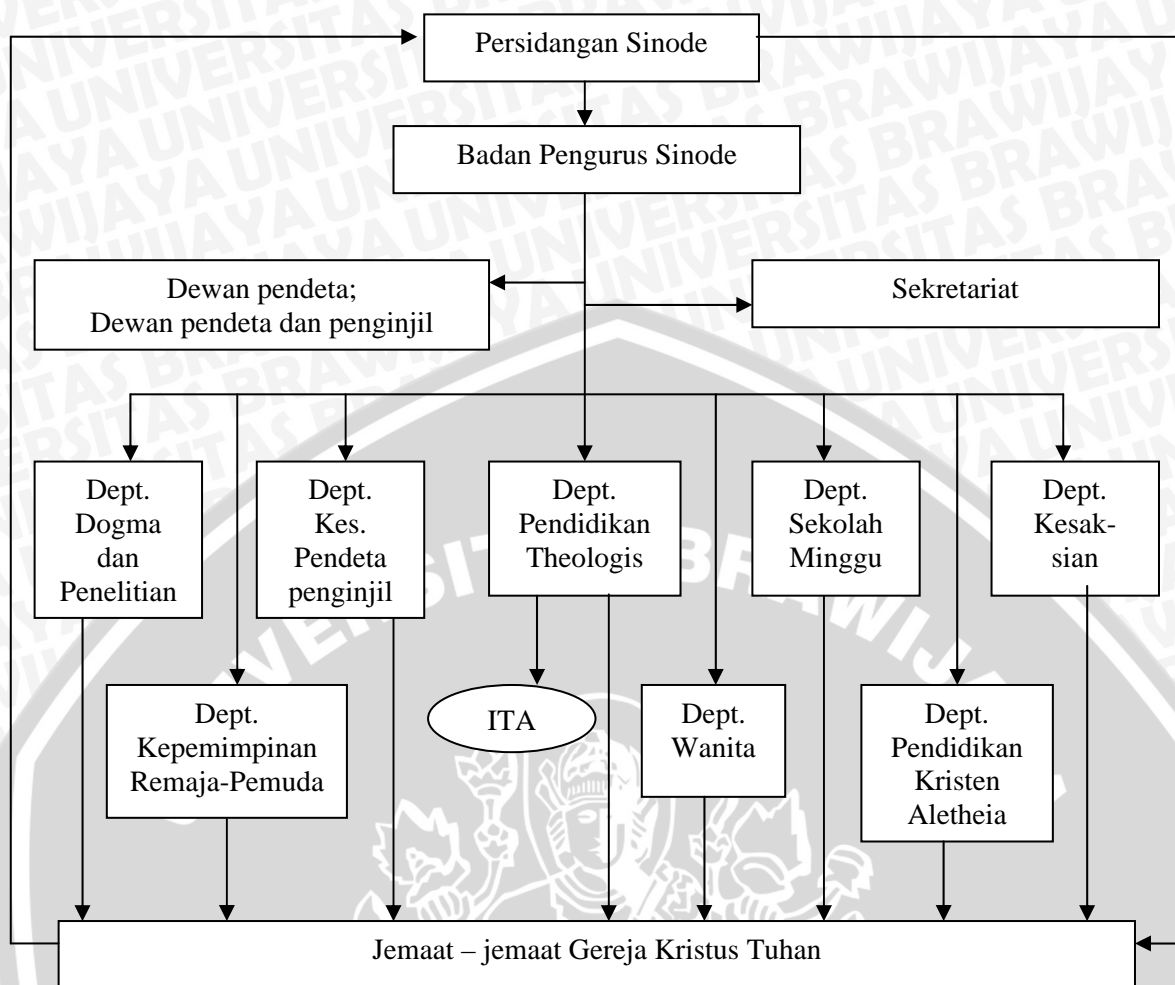 Persidangan Sinode
Badan Pengurus Sinode
Dewan pendeta;
Dewan pendeta dan penginjil
Sekretariat
Dept.
Dogma
dan
Penelitian
Dept.
Kes.
Pendeta
penginjil
Dept.
Pendidikan
Theologis
Dept.
Sekolah
Minggu
Dept.
Kesak-
sian
Dept.
Kepemimpinan
Remaja-Pemuda
ITA
Dept.
Wanita
Dept.
Pendidikan
Kristen
Aletheia
Jemaat – jemaat Gereja Kristus Tuhan
UNIVERSITAS BRAWIJAYA